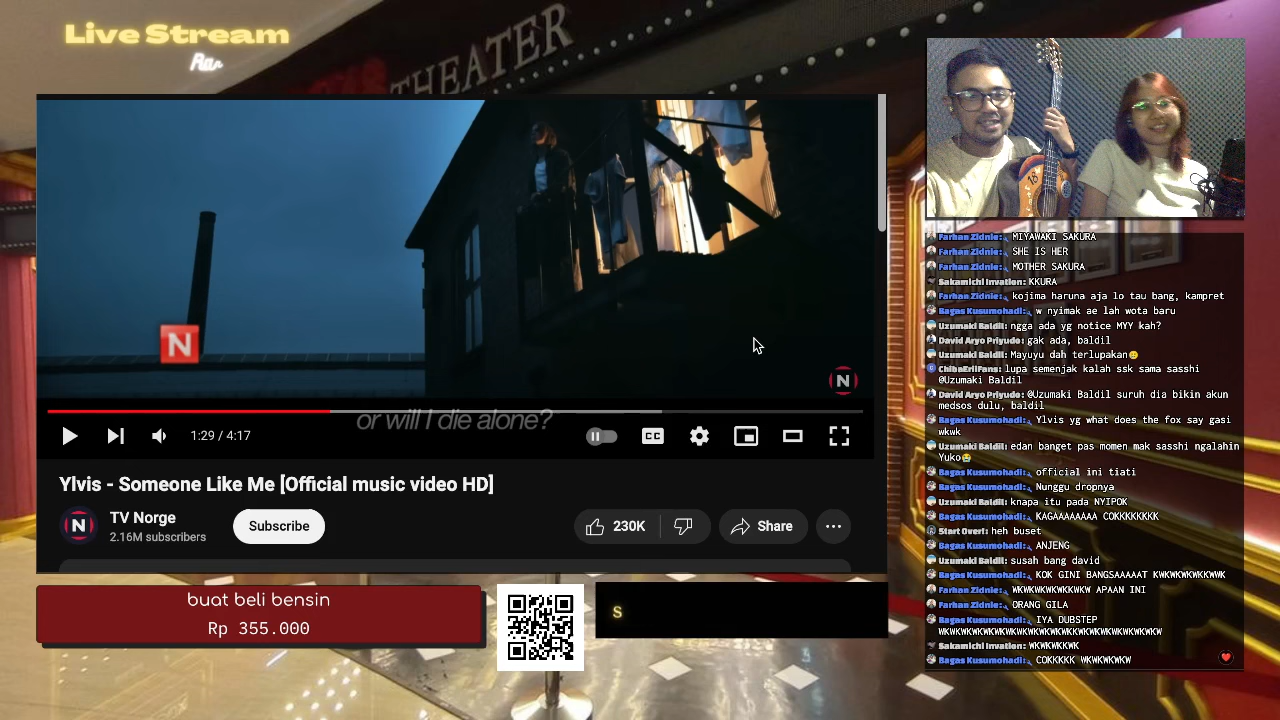 Live Stream
THEATER
N
N
or will I die alone?
1:29 / 4:17
CC
Ylvis - Someone Like Me [Official music video HD]
N
TV Norge
2.16M subscribers
Subscribe
230K
Share
buat beli bensin
Rp 355.000
S
Farhan Zidnie: MIYAWAKI SAKURA
Farhan Zidnie: SHE IS HER
Farhan Zidnie: MOTHER SAKURA
Sakamichi Invation: KKURA
Farhan Zidnie: kojima haruna aja lo tau bang, kampret
Bagas Kusumohadi: w nyimak ae lah wota baru
Uzumaki Baldil: ngga ada yg notice MYY kah?
David Aryo Priyudo: gak ada, baldil
Uzumaki Baldil: Mayuyu dah terlupakan
ChibaEriiFans: lupa semenjak kalah ssk sama sasshi
@Uzumaki Baldil
David Aryo Priyudo: @Uzumaki Baldil suruh dia bikin akun
medsos dulu, baldil
Bagas Kusumohadi: Ylvis yg what does the fox say gasi
wkwk
Uzumaki Baldil: edan banget pas momen mak sasshi ngalahin
Yuko😭
Bagas Kusumohadi: official ini tiati
Bagas Kusumohadi: Nunggu dropnya
Uzumaki Baldil: knapa itu pada NYIPOK
Bagas Kusumohadi: KAGAAAAAAAA COKKKKKKKK
Start Over!: heh buset
Bagas Kusumohadi: ANJENG
Uzumaki Baldil: susah bang david
Bagas Kusumohadi: KOK GINI BANGSAAAAAT KWKWKWKWKKWWK
Farhan Zidnie: WKWKWKWKWKKWKW APAAN INI
Farhan Zidnie: ORANG GILA
Bagas Kusumohadi: IYA DUBSTEP
WKWKWKWKWKWKWKWKWKWKWKWKKWKWKWKWKWKWKWKW
Sakamichi Invation: WKWKWKKWK
Bagas Kusumohadi: COKKKKK WKWKWKWKW